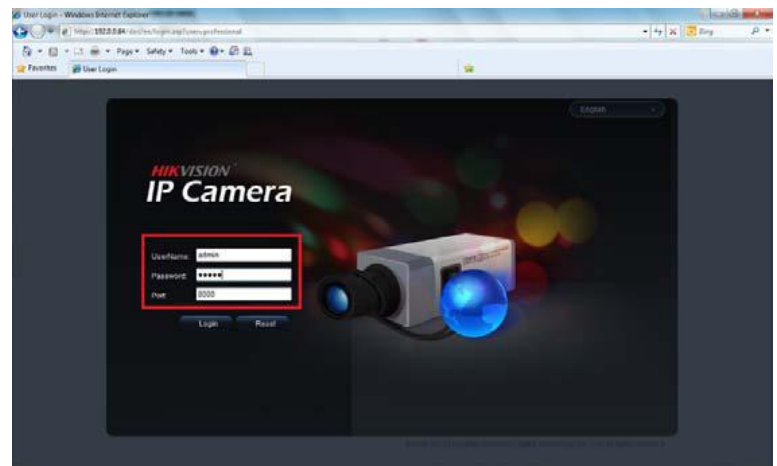 User Login - Windows Internet Explorer
Page Safety Tools
Bing
Favorites
User Login
English
HIKVISION
IP Camera
UserName: admin
Password: •••••
Port: 8000
Login Reset